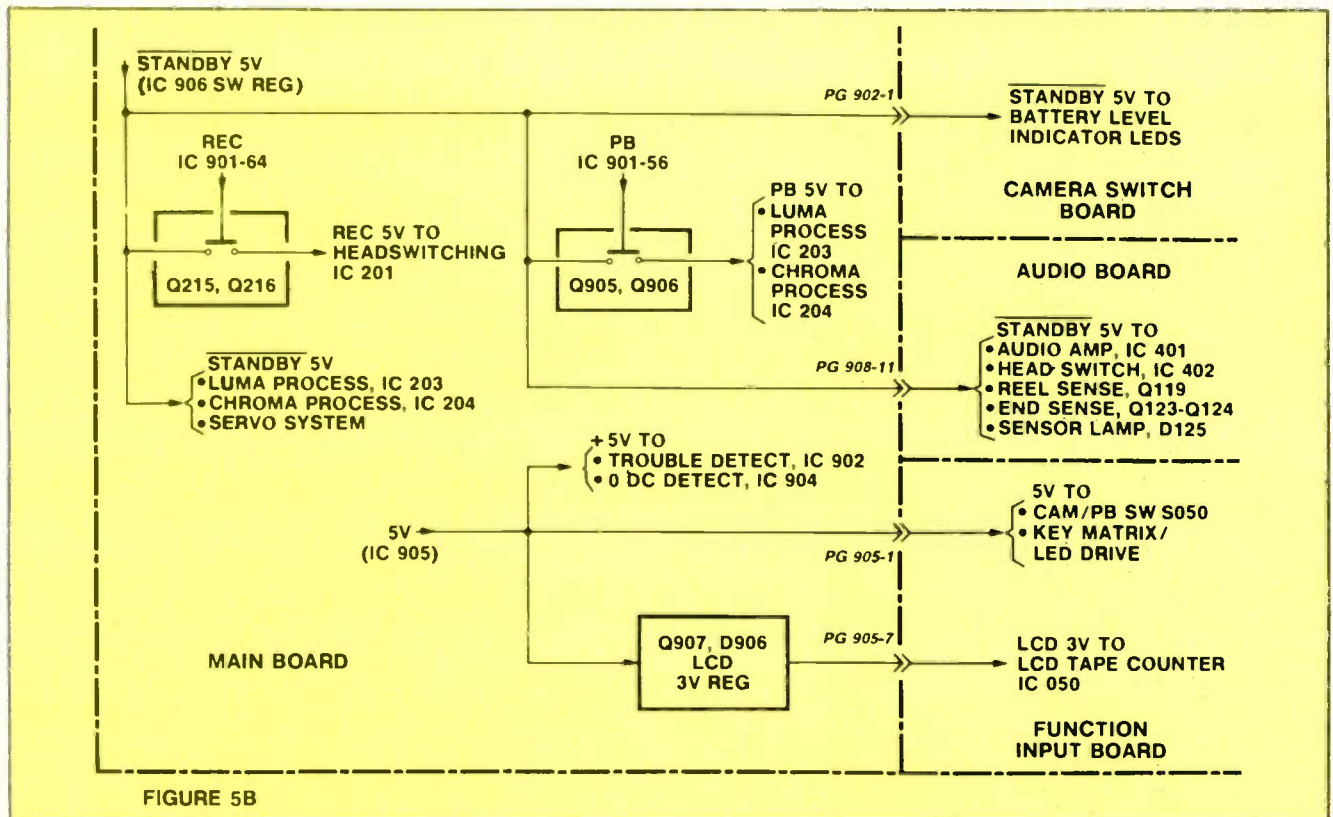 STANDBY 5V
(IC 906 SW REG)
REC
IC 901-64
REC 5V TO
HEADSWITCHING
IC 201
Q215, Q216
STANDBY 5V
• LUMA PROCESS, IC 203
• CHROMA PROCESS, IC 204
• SERVO SYSTEM
PB
IC 901-56
Q905, Q906
PB 5V TO
• LUMA
PROCESS
IC 203
• CHROMA
PROCESS
IC 204
PG 902-1
STANDBY 5V TO
BATTERY LEVEL
INDICATOR LEDS
CAMERA SWITCH
BOARD
AUDIO BOARD
PG 908-11
STANDBY 5V TO
• AUDIO AMP, IC 401
• HEAD SWITCH, IC 402
• REEL SENSE, Q119
• END SENSE, Q123-Q124
• SENSOR LAMP, D125
+5V TO
• TROUBLE DETECT, IC 902
• 0 DC DETECT, IC 904
5V
(IC 905)
PG 905-1
5V TO
• CAM/PB SW S050
• KEY MATRIX/
LED DRIVE
Q907, D906
LCD
3V REG
PG 905-7
LCD 3V TO
LCD TAPE COUNTER
IC 050
MAIN BOARD
FUNCTION
INPUT BOARD
FIGURE 5B